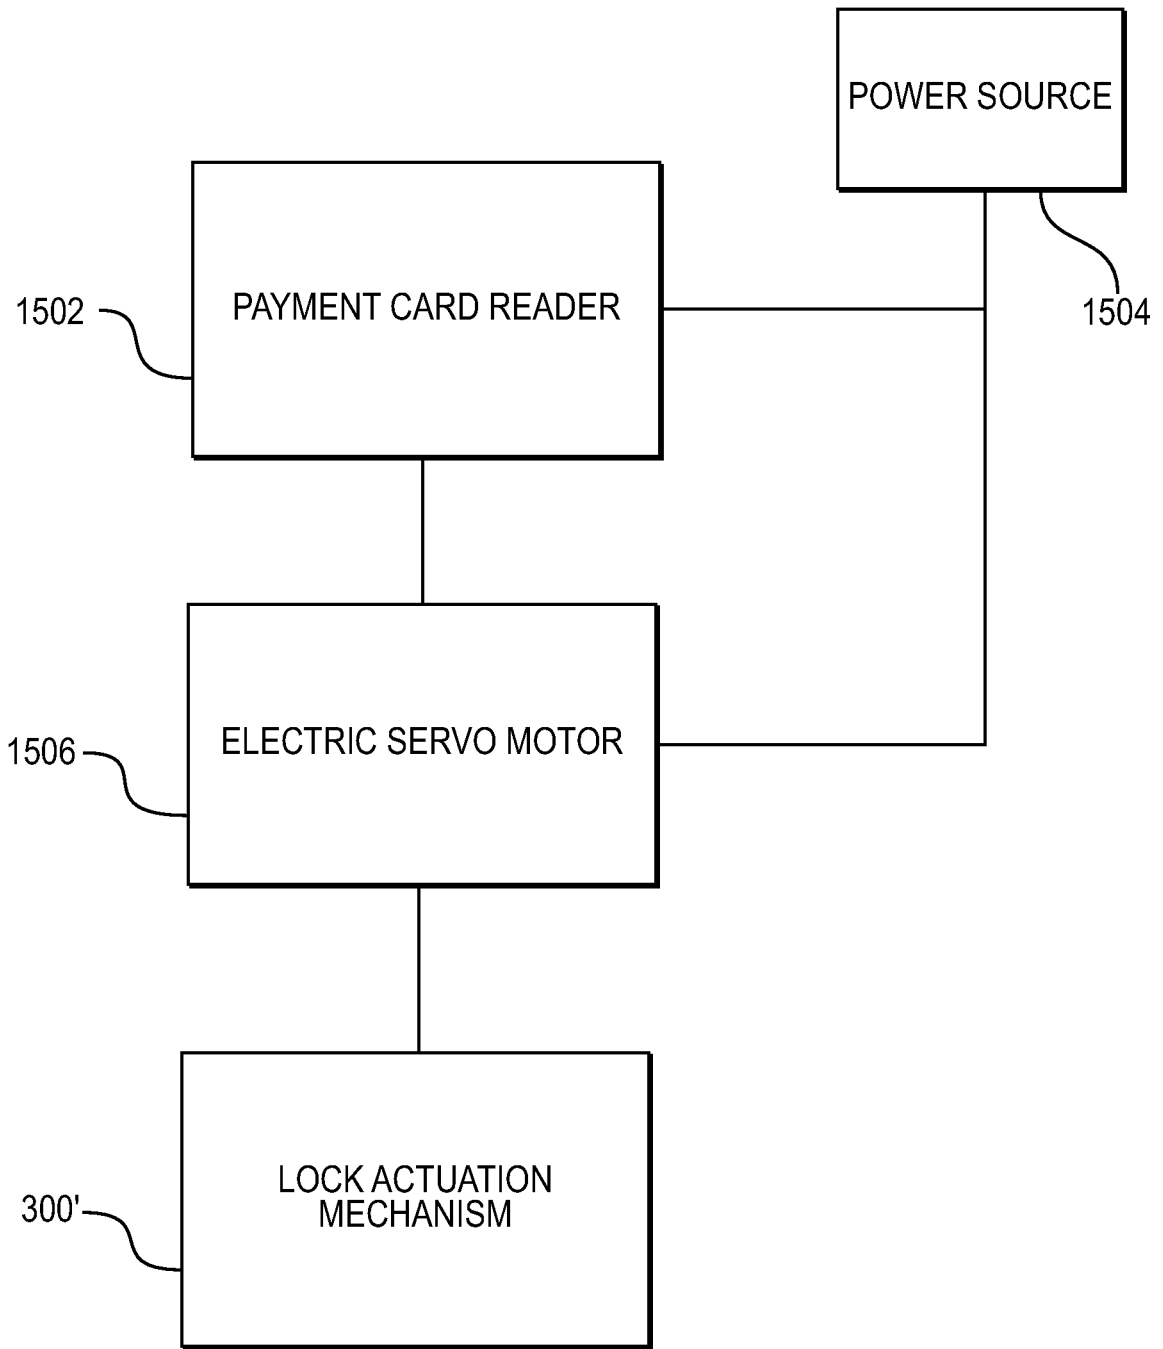 POWER SOURCE
1504
PAYMENT CARD READER
1502
ELECTRIC SERVO MOTOR
1506
LOCK ACTUATION
MECHANISM
300'